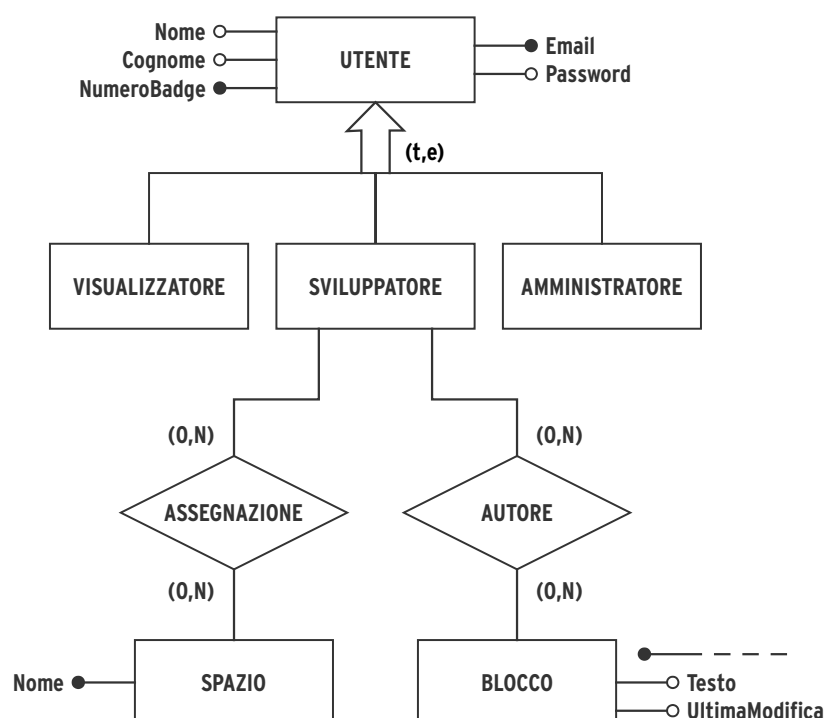 Nome
Cognome
NumeroBadge
UTENTE
Email
Password
(t,e)
VISUALIZZATORE
SVILUPPATORE
AMMINISTRATORE
(0,N)
(0,N)
ASSEGNAZIONE
AUTORE
(0,N)
(0,N)
Nome
SPAZIO
BLOCCO
Testo
UltimaModifica